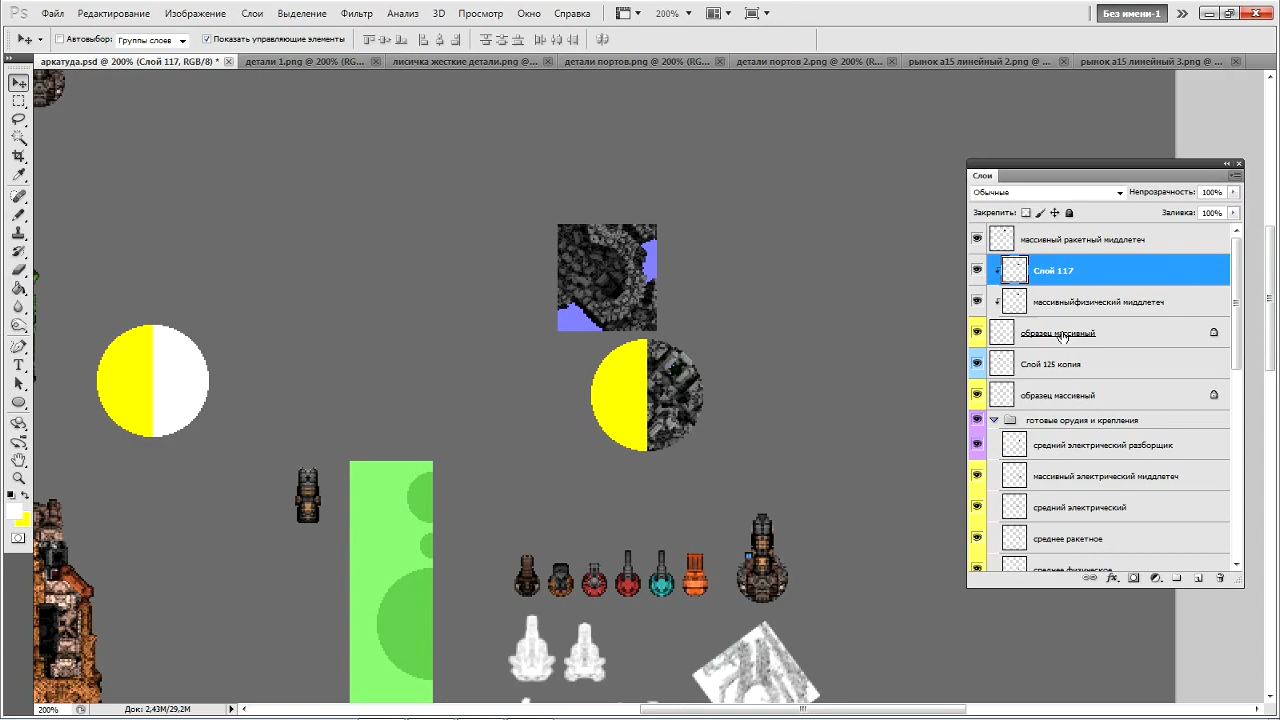 Ps Файл Редактирование Изображение Слои Выделение Фильтр Анализ 3D Просмотр Окно Справка 200% Без имени-1
Автовыбор: Группы слоев Показать управляющие элементы
аркатуда.psd @ 200% (Слой 117, RGB/8) * детали 1.png @ 200% (RG... лисичка жесткие детали.png @... детали портов.png @ 200% (RG... детали портов 2.png @ 200% (R... рынок а15 линейный 2.png @ ... рынок а15 линейный 3.png @ ...
Слои
Обычные Непрозрачность: 100%
Закрепить: Заливка: 100%
массивный ракетный миддлетеч
Слой 117
массивныйфизический миддлетеч
образец массивный
Слой 125 копия
образец массивный
готовые орудия и крепления
средний электрический разборщик
массивный электрический миддлетеч
средний электрический
среднее ракетное
среднее физическое
fx
200% Док: 2,43M/29,2M